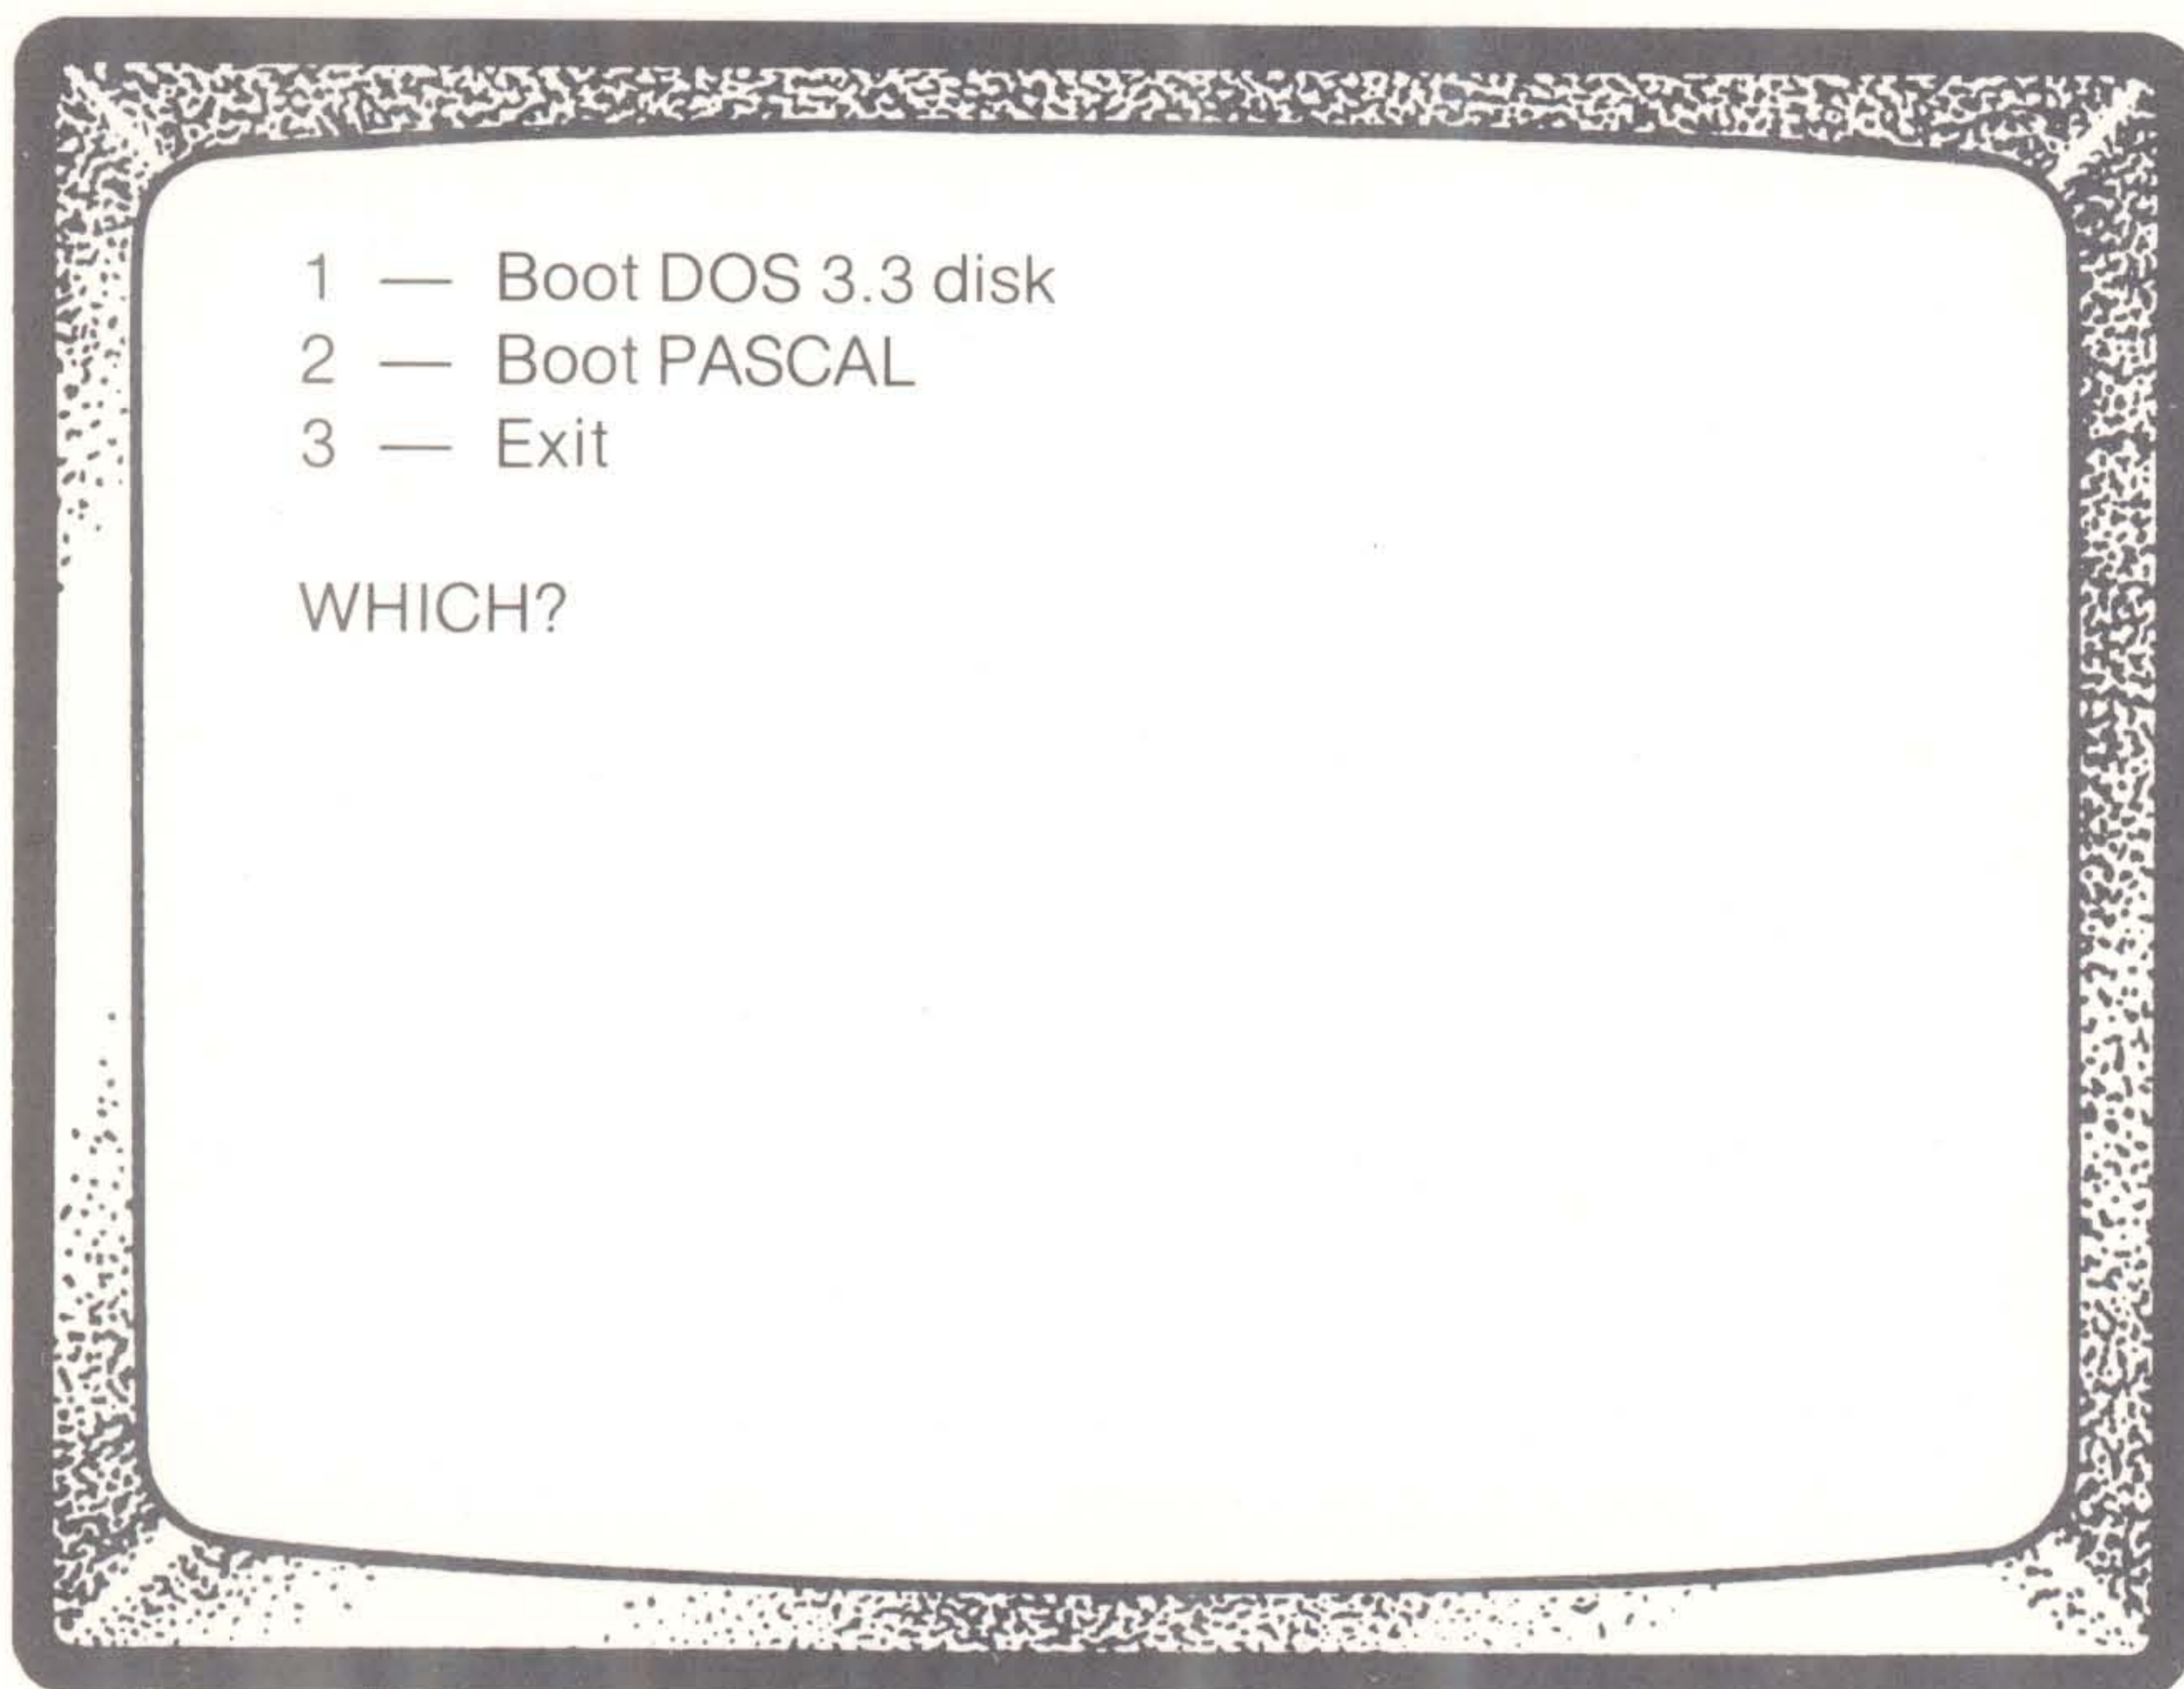 1 — Boot DOS 3.3 disk
2 — Boot PASCAL
3 — Exit
WHICH?